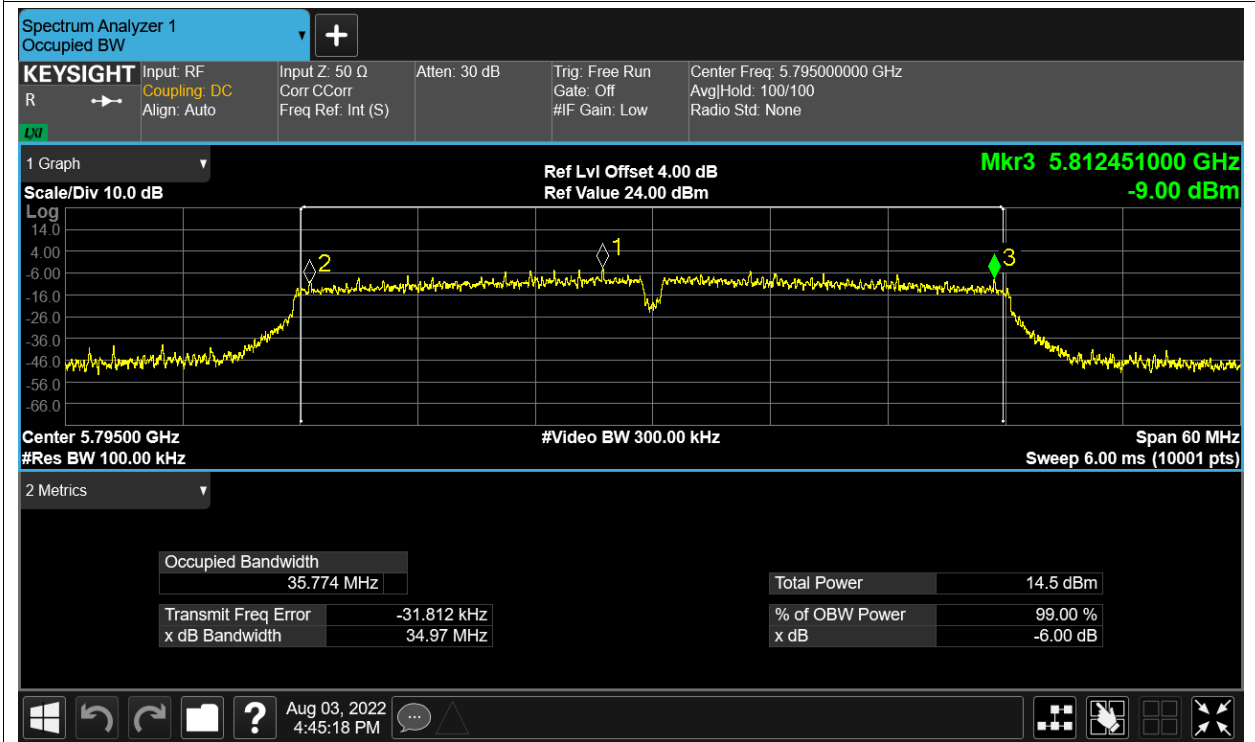 Spectrum Analyzer 1
Occupied BW
KEYSIGHT
R
LXI
Input: RF
Coupling: DC
Align: Auto
Input Z: 50 Ω
Corr CCorr
Freq Ref: Int (S)
Atten: 30 dB
Trig: Free Run
Gate: Off
#IF Gain: Low
Center Freq: 5.795000000 GHz
Avg|Hold: 100/100
Radio Std: None
1 Graph
Scale/Div 10.0 dB
Ref Lvl Offset 4.00 dB
Ref Value 24.00 dBm
Mkr3 5.812451000 GHz
-9.00 dBm
Log
14.0
4.00
-6.00
-16.0
-26.0
-36.0
-46.0
-56.0
-66.0
2
1
3
Center 5.79500 GHz
#Video BW 300.00 kHz
Span 60 MHz
#Res BW 100.00 kHz
Sweep 6.00 ms (10001 pts)
2 Metrics
Occupied Bandwidth
35.774 MHz
Total Power 14.5 dBm
Transmit Freq Error -31.812 kHz
% of OBW Power 99.00 %
x dB Bandwidth 34.97 MHz
x dB -6.00 dB
?
Aug 03, 2022
4:45:18 PM